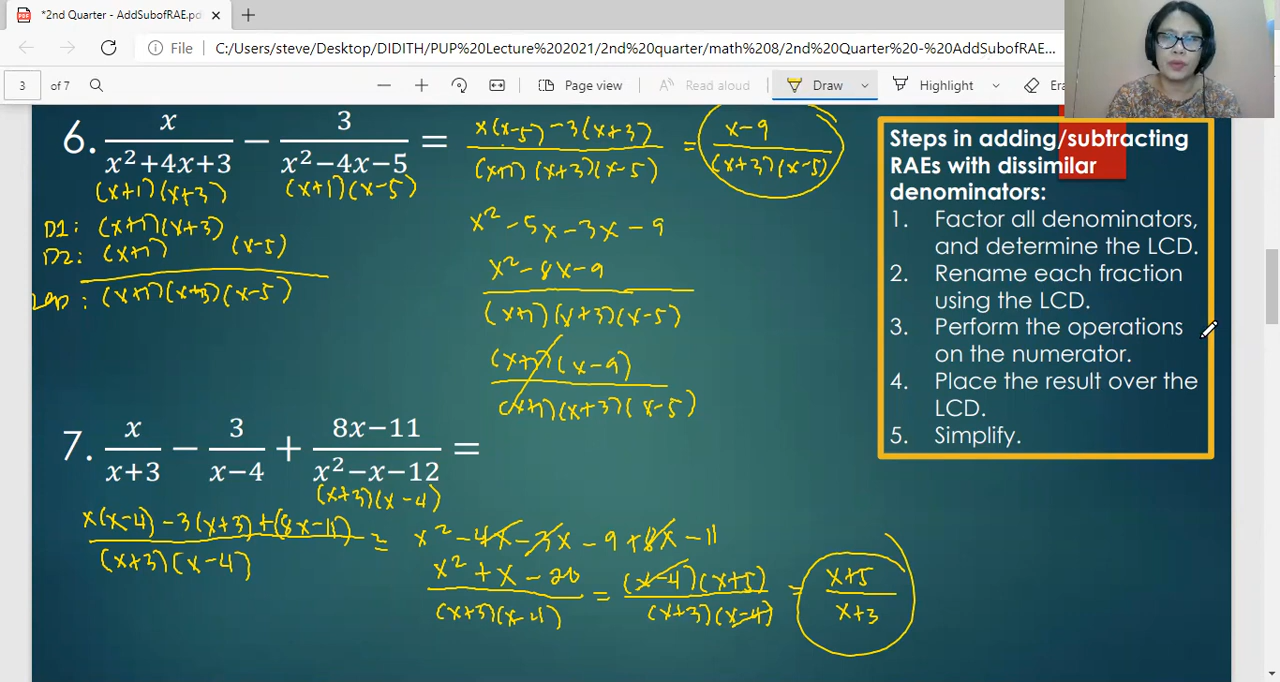 *2nd Quarter - AddSubofRAE.pd
File C:/Users/steve/Desktop/DIDITH/PUP%20Lecture%202021/2nd%20quarter/math%208/2nd%20Quarter%20-%20AddSubofRAE...
3 of 7 Page view Read aloud Draw Highlight Era
6. x/(x²+4x+3) − 3/(x²−4x−5) = (x(x-5)-3(x+3))/((x+1)(x+3)(x-5)) = (x-9)/((x+3)(x-5))
(x+1)(x+3) (x+1)(x-5)
D1: (x+1)(x+3)
D2: (x+1) (x-5)
LCD: (x+1)(x+3)(x-5)
x² - 5x - 3x - 9
(x² - 8x - 9)/((x+1)(x+3)(x-5))
((x+1)(x-9))/((x+1)(x+3)(x-5))
7. x/(x+3) − 3/(x−4) + (8x−11)/(x²−x−12) =
(x+3)(x-4)
(x(x-4)-3(x+3)+(8x-11))/((x+3)(x-4)) = x² - 4x - 3x - 9 + 8x - 11
(x² + x - 20)/((x+3)(x-4)) = ((x-4)(x+5))/((x+3)(x-4)) = (x+5)/(x+3)
Steps in adding/subtracting
RAEs with dissimilar
denominators:
1. Factor all denominators,
and determine the LCD.
2. Rename each fraction
using the LCD.
3. Perform the operations
on the numerator.
4. Place the result over the
LCD.
5. Simplify.